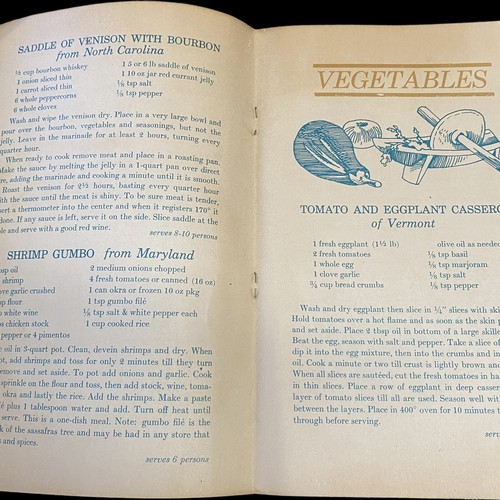 SADDLE OF VENISON WITH BOURBON
from North Carolina
½ cup bourbon whiskey
1 onion sliced thin
1 carrot sliced thin
6 whole peppercorns
6 whole cloves
1 5 or 6 lb saddle of venison
1 10 oz jar red currant jelly
⅛ tsp salt
⅛ tsp pepper
Wash and wipe the venison dry. Place in a very large bowl and
pour over the bourbon, vegetables and seasonings, but not the
jelly. Leave in the marinade for at least 2 hours, turning every
quarter hour.
When ready to cook remove meat and place in a roasting pan.
Make the sauce by melting the jelly in a 1-quart pan over direct
adding the marinade and cooking a minute until it is smooth.
Roast the venison for 2½ hours, basting every quarter hour
with the sauce until the meat is shiny. To be sure meat is tender,
a thermometer into the center and when it registers 170° it
done. If any sauce is left, serve it on the side. Slice saddle at the
and serve with a good red wine.
serves 8-10 persons
SHRIMP GUMBO from Maryland
oil
shrimp
clove garlic crushed
flour
white wine
chicken stock
pepper or 4 pimentos
2 medium onions chopped
4 fresh tomatoes or canned (16 oz)
1 can okra or frozen 10 oz pkg
1 tsp gumbo filé
⅛ tsp salt & white pepper each
1 cup cooked rice
oil in 3-quart pot. Clean, devein shrimps and dry. When
pot, add shrimps and toss for only 2 minutes till they turn
remove and set aside. To pot add onions and garlic. Cook
sprinkle on the flour and toss, then add stock, wine, toma-
okra and lastly the rice. Add the shrimps. Make a paste
plus 1 tablespoon water and add. Turn off heat until
serve. This is a one-dish meal. Note: gumbo filé is the
of the sassafras tree and may be had in any store that
and spices.
serves 6 persons
VEGETABLES
TOMATO AND EGGPLANT CASSERO
of Vermont
1 fresh eggplant (1½ lb)
2 fresh tomatoes
1 whole egg
1 clove garlic
¾ cup bread crumbs
olive oil as needed
⅛ tsp basil
⅛ tsp marjoram
⅛ tsp salt
⅛ tsp pepper
Wash and dry eggplant then slice in ¼" slices with skin
Hold tomatoes over a hot flame and as soon as the skin
and set aside. Place 2 tbsp oil in bottom of a large skille
Beat the egg, season with salt and pepper. Take a slice of
dip it into the egg mixture, then into the crumbs and in
oil. Cook a minute or two till crust is lightly brown and
When all slices are sautéed, cut the fresh tomatoes in ha
in thin slices. Place a row of eggplant in deep casser
layer of tomato slices till all are used. Season well with
between the layers. Place in 400° oven for 10 minutes t
through before serving.